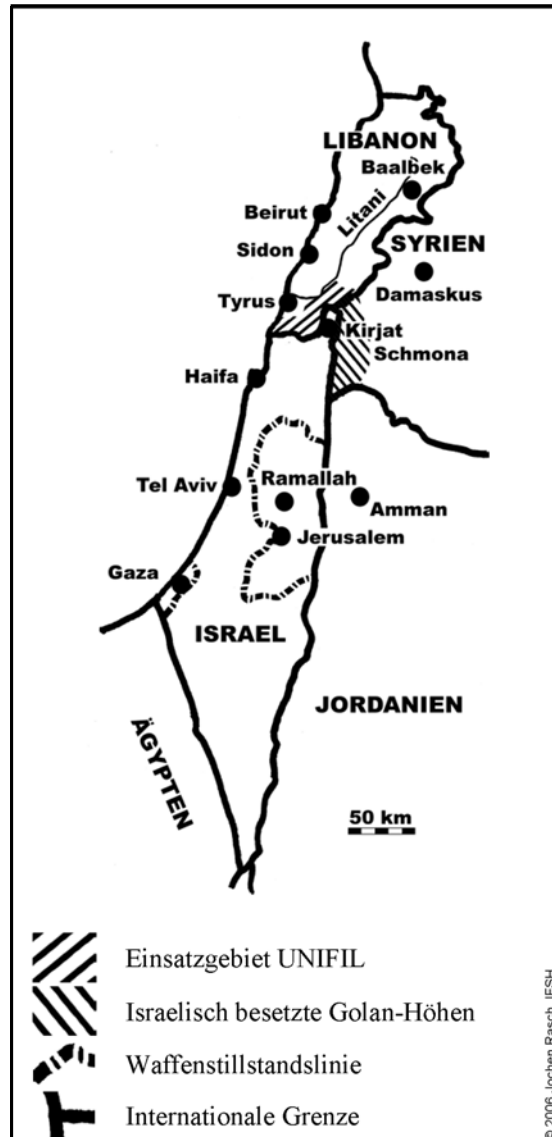 LIBANON
Baalbek
Beirut
Litani
Sidon
SYRIEN
Damaskus
Tyrus
Kirjat
Schmona
Haifa
Ramallah
Tel Aviv
Amman
Jerusalem
Gaza
ISRAEL
JORDANIEN
ÄGYPTEN
50 km
Einsatzgebiet UNIFIL
Israelisch besetzte Golan-Höhen
Waffenstillstandslinie
Internationale Grenze
© 2006 Jochen Rasch, IFSH